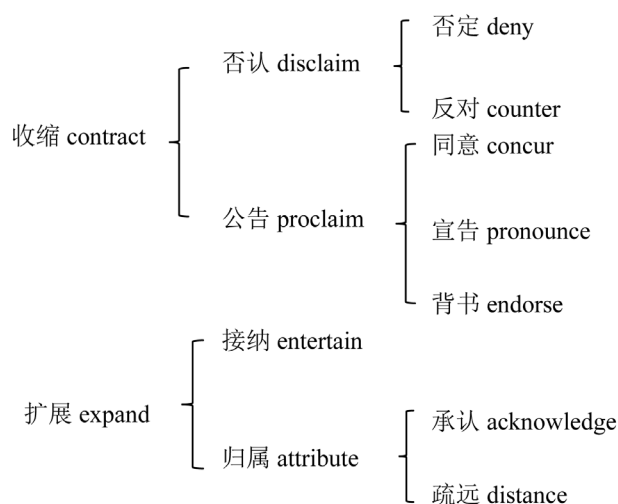 否定 deny
否认 disclaim
反对 counter
收缩 contract
同意 concur
公告 proclaim
宣告 pronounce
背书 endorse
接纳 entertain
扩展 expand
承认 acknowledge
归属 attribute
疏远 distance